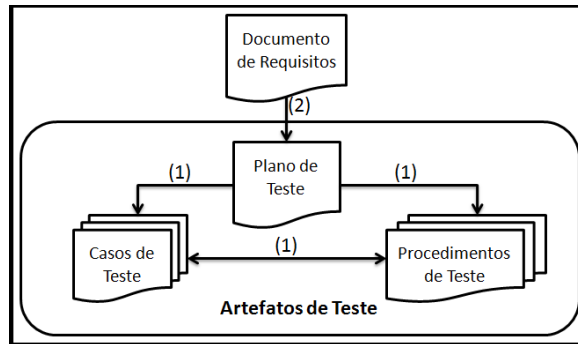 Documento
de Requisitos
(2)
Plano de
Teste
(1)
(1)
Casos de
Teste
(1)
Procedimentos
de Teste
Artefatos de Teste